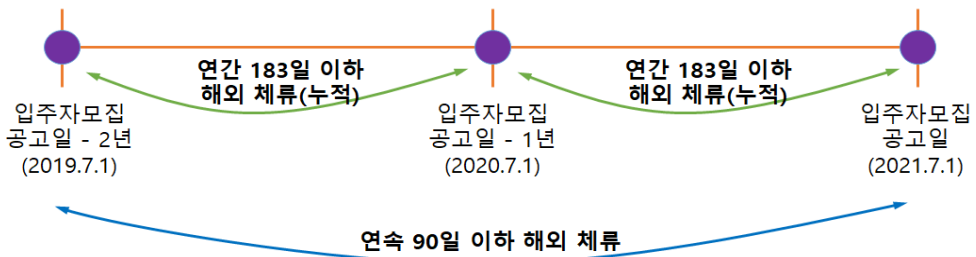 연간 183일 이하
해외 체류(누적)
연간 183일 이하
해외 체류(누적)
입주자모집
공고일 - 2년
(2019.7.1)
입주자모집
공고일 - 1년
(2020.7.1)
입주자모집
공고일
(2021.7.1)
연속 90일 이하 해외 체류